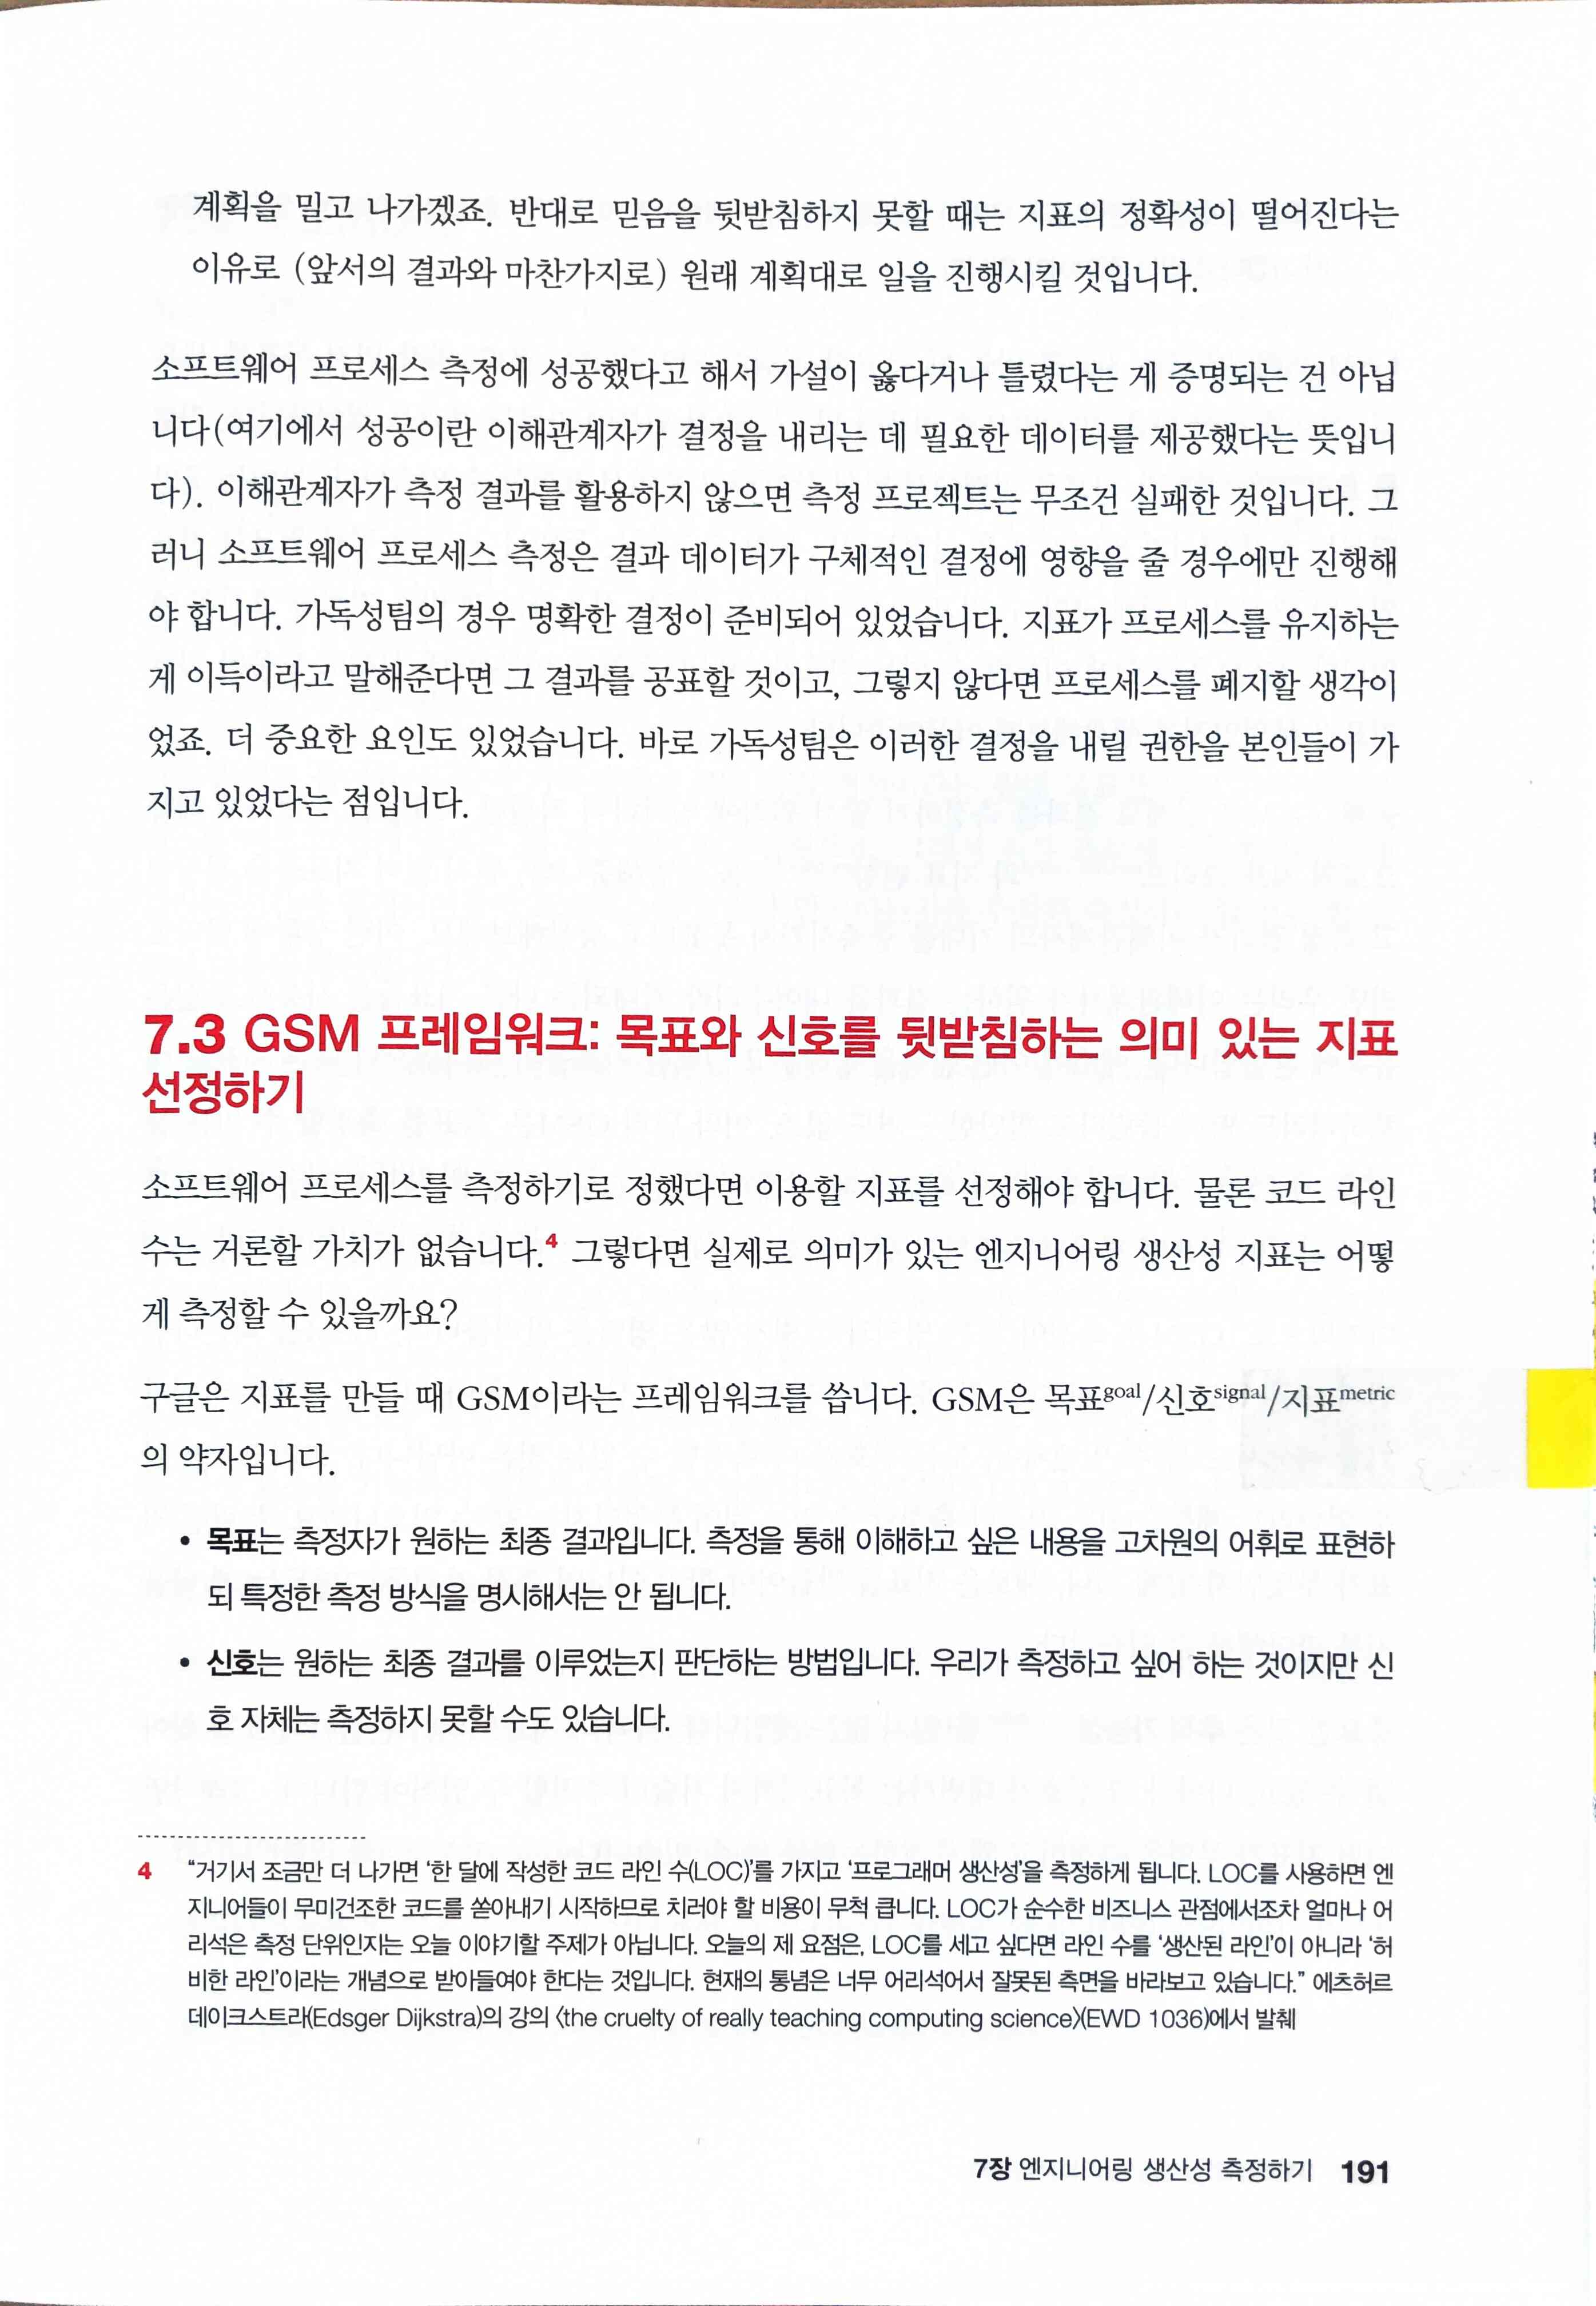 계획을 밀고 나가겠죠. 반대로 믿음을 뒷받침하지 못할 때는 지표의 정확성이 떨어진다는
이유로 (앞서의 결과와 마찬가지로) 원래 계획대로 일을 진행시킬 것입니다.
소프트웨어 프로세스 측정에 성공했다고 해서 가설이 옳다거나 틀렸다는 게 증명되는 건 아닙
니다(여기에서 성공이란 이해관계자가 결정을 내리는 데 필요한 데이터를 제공했다는 뜻입니
다). 이해관계자가 측정 결과를 활용하지 않으면 측정 프로젝트는 무조건 실패한 것입니다. 그
러니 소프트웨어 프로세스 측정은 결과 데이터가 구체적인 결정에 영향을 줄 경우에만 진행해
야 합니다. 가독성팀의 경우 명확한 결정이 준비되어 있었습니다. 지표가 프로세스를 유지하는
게 이득이라고 말해준다면 그 결과를 공표할 것이고, 그렇지 않다면 프로세스를 폐지할 생각이
었죠. 더 중요한 요인도 있었습니다. 바로 가독성팀은 이러한 결정을 내릴 권한을 본인들이 가
지고 있었다는 점입니다.
7.3 GSM 프레임워크: 목표와 신호를 뒷받침하는 의미 있는 지표
선정하기
소프트웨어 프로세스를 측정하기로 정했다면 이용할 지표를 선정해야 합니다. 물론 코드 라인
수는 거론할 가치가 없습니다.4 그렇다면 실제로 의미가 있는 엔지니어링 생산성 지표는 어떻
게 측정할 수 있을까요?
구글은 지표를 만들 때 GSM이라는 프레임워크를 씁니다. GSM은 목표goal/신호signal/지표metric
의 약자입니다.
• 목표는 측정자가 원하는 최종 결과입니다. 측정을 통해 이해하고 싶은 내용을 고차원의 어휘로 표현하
되 특정한 측정 방식을 명시해서는 안 됩니다.
• 신호는 원하는 최종 결과를 이루었는지 판단하는 방법입니다. 우리가 측정하고 싶어 하는 것이지만 신
호 자체는 측정하지 못할 수도 있습니다.
4 “거기서 조금만 더 나가면 ‘한 달에 작성한 코드 라인 수(LOC)’를 가지고 ‘프로그래머 생산성’을 측정하게 됩니다. LOC를 사용하면 엔
지니어들이 무미건조한 코드를 쏟아내기 시작하므로 치러야 할 비용이 무척 큽니다. LOC가 순수한 비즈니스 관점에서조차 얼마나 어
리석은 측정 단위인지는 오늘 이야기할 주제가 아닙니다. 오늘의 제 요점은, LOC를 세고 싶다면 라인 수를 ‘생산된 라인’이 아니라 ‘허
비한 라인’이라는 개념으로 받아들여야 한다는 것입니다. 현재의 통념은 너무 어리석어서 잘못된 측면을 바라보고 있습니다.” 에츠허르
데이크스트라(Edsger Dijkstra)의 강의 〈the cruelty of really teaching computing science〉(EWD 1036)에서 발췌
7장 엔지니어링 생산성 측정하기 191